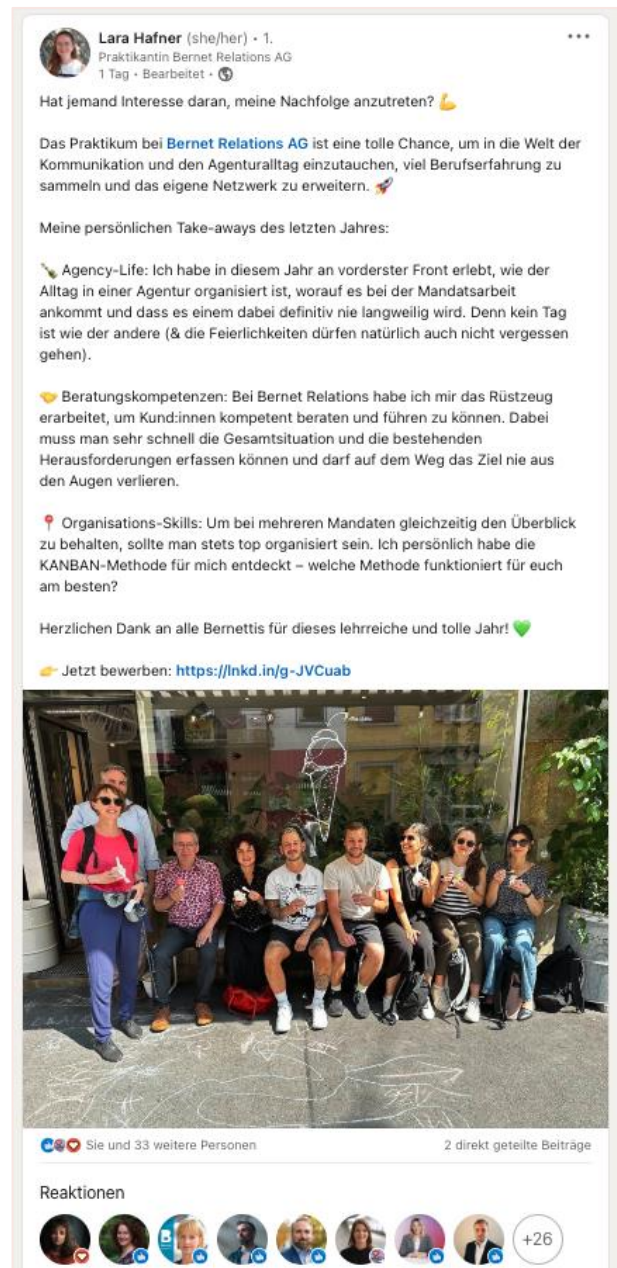 Lara Hafner (she/her) • 1.
Praktikantin Bernet Relations AG
1 Tag • Bearbeitet •
Hat jemand Interesse daran, meine Nachfolge anzutreten? 💪
Das Praktikum bei Bernet Relations AG ist eine tolle Chance, um in die Welt der
Kommunikation und den Agenturalltag einzutauchen, viel Berufserfahrung zu
sammeln und das eigene Netzwerk zu erweitern. 🚀
Meine persönlichen Take-aways des letzten Jahres:
🍾 Agency-Life: Ich habe in diesem Jahr an vorderster Front erlebt, wie der
Alltag in einer Agentur organisiert ist, worauf es bei der Mandatsarbeit
ankommt und dass es einem dabei definitiv nie langweilig wird. Denn kein Tag
ist wie der andere (& die Feierlichkeiten dürfen natürlich auch nicht vergessen
gehen).
🤝 Beratungskompetenzen: Bei Bernet Relations habe ich mir das Rüstzeug
erarbeitet, um Kund:innen kompetent beraten und führen zu können. Dabei
muss man sehr schnell die Gesamtsituation und die bestehenden
Herausforderungen erfassen können und darf auf dem Weg das Ziel nie aus
den Augen verlieren.
📍 Organisations-Skills: Um bei mehreren Mandaten gleichzeitig den Überblick
zu behalten, sollte man stets top organisiert sein. Ich persönlich habe die
KANBAN-Methode für mich entdeckt – welche Methode funktioniert für euch
am besten?
Herzlichen Dank an alle Bernettis für dieses lehrreiche und tolle Jahr! 💚
👉 Jetzt bewerben: https://lnkd.in/g-JVCuab
Sie und 33 weitere Personen
2 direkt geteilte Beiträge
Reaktionen
+26